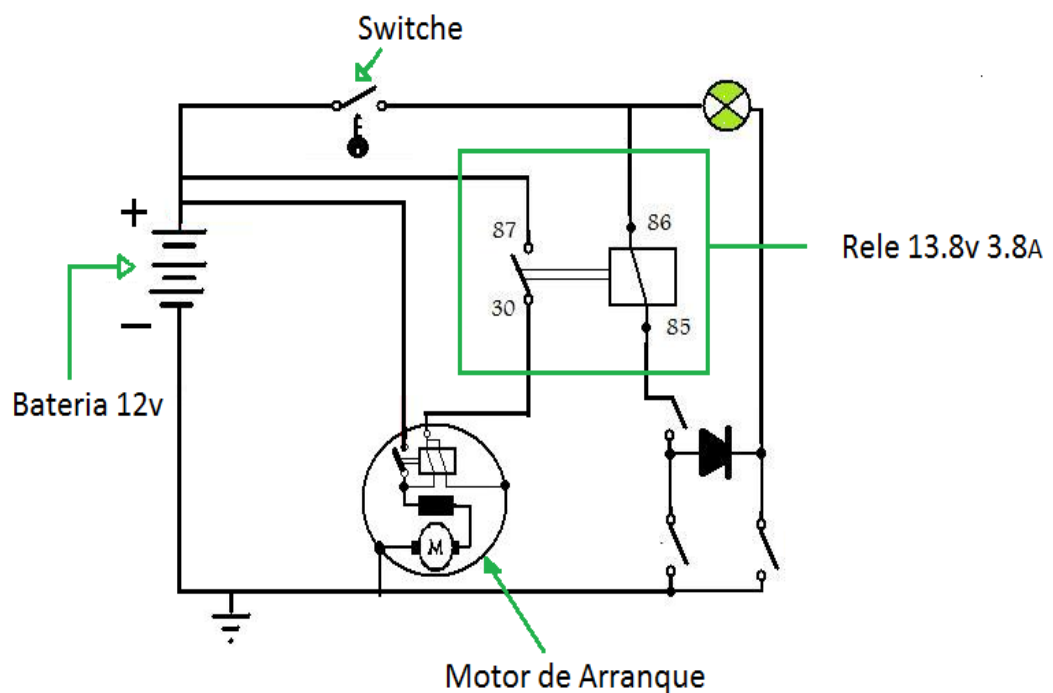 Switche
+
87
86
Rele 13.8v 3.8A
30
85
−
Bateria 12v
M
Motor de Arranque